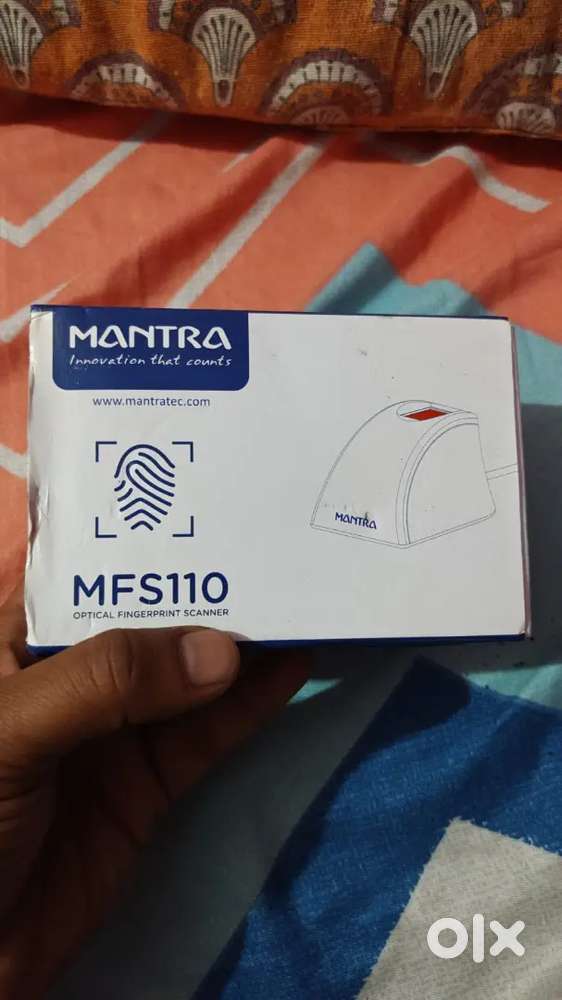 MANTRA
Innovation that counts
www.mantratec.com
MANTRA
MFS110
OPTICAL FINGERPRINT SCANNER
olx